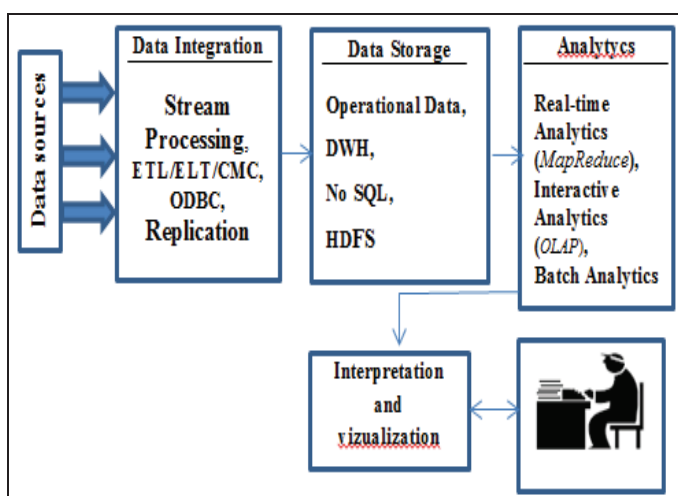 Data sources
Data Integration
Stream
Processing,
ETL/ELT/CMC,
ODBC,
Replication
Data Storage
Operational Data,
DWH,
No SQL,
HDFS
Analytycs
Real-time
Analytics
(MapReduce),
Interactive
Analytics
(OLAP),
Batch Analytics
Interpretation
and
vizualization